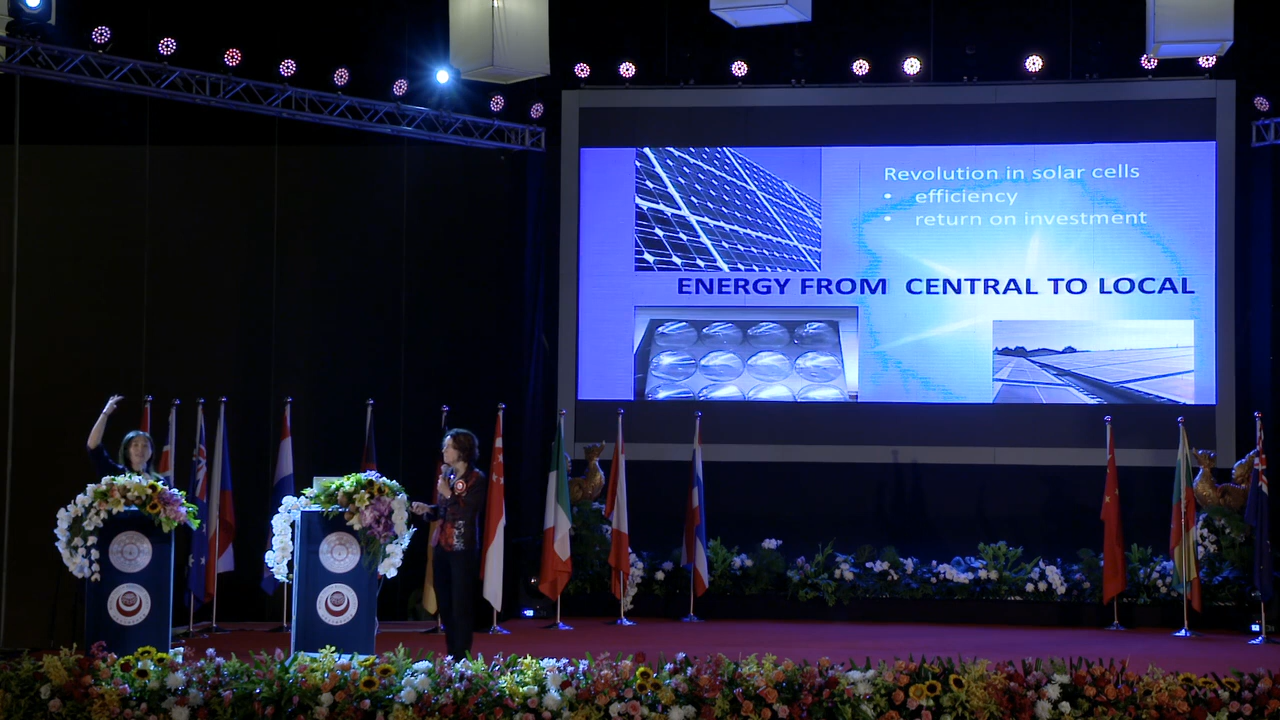 Revolution in solar cells
• efficiency
• return on investment
ENERGY FROM CENTRAL TO LOCAL